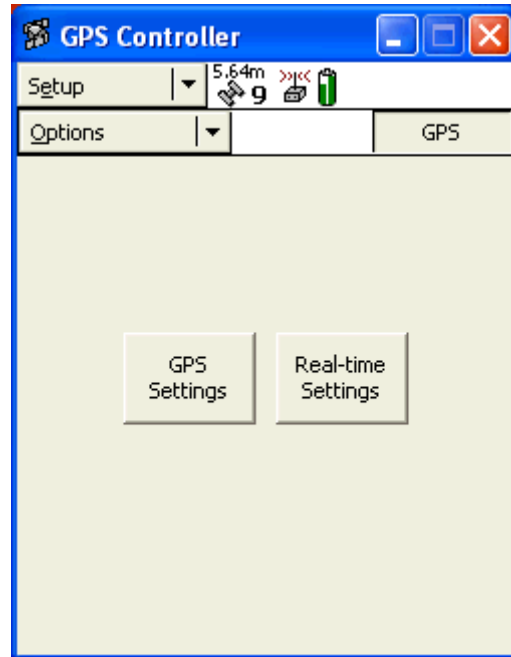 GPS Controller
Setup
5.64m
9
Options
GPS
GPS
Settings
Real-time
Settings